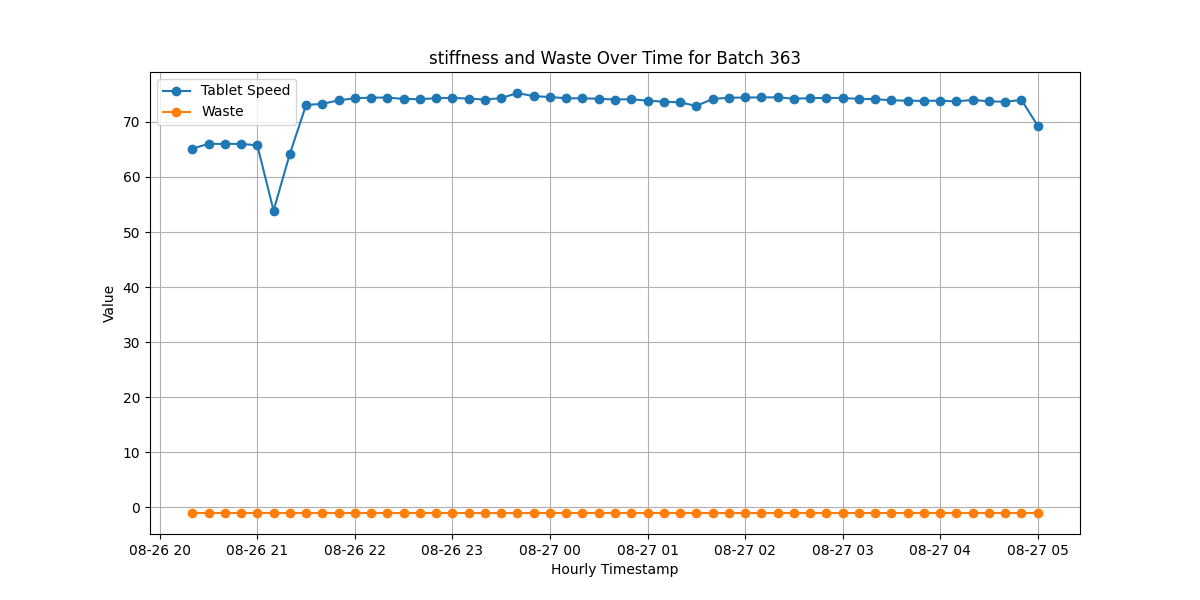 stiffness and Waste Over Time for Batch 363
Tablet Speed
Waste
70
60
50
40
30
20
10
0
Value
08-26 20 08-26 21 08-26 22 08-26 23 08-27 00 08-27 01 08-27 02 08-27 03 08-27 04 08-27 05
Hourly Timestamp